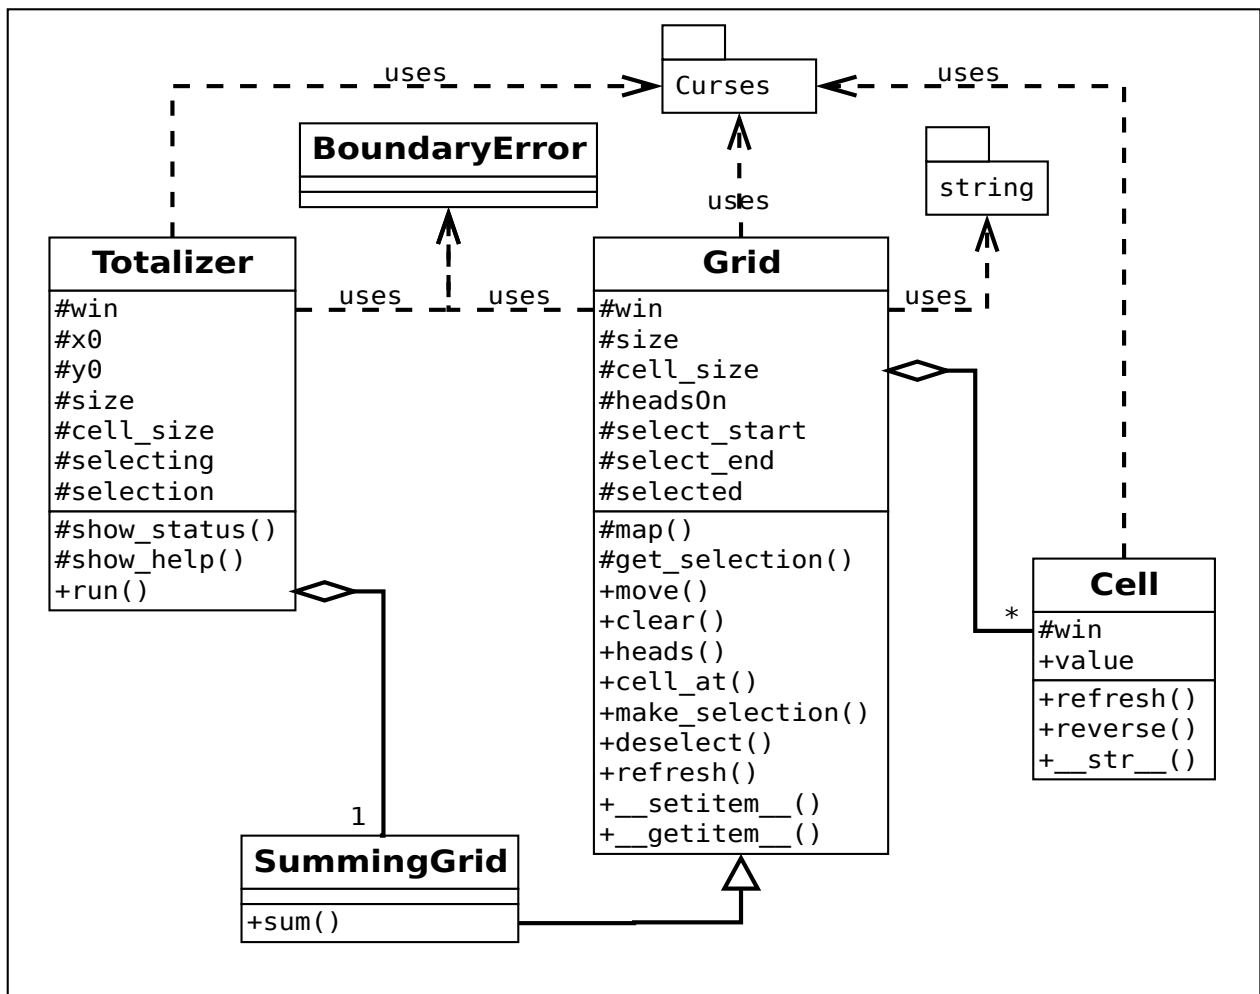 uses
uses
Curses
BoundaryError
string
uses
Totalizer
#win
#x0
#y0
#size
#cell_size
#selecting
#selection
#show_status()
#show_help()
+run()
uses
uses
Grid
#win
#size
#cell_size
#headsOn
#select_start
#select_end
#selected
#map()
#get_selection()
+move()
+clear()
+heads()
+cell_at()
+make_selection()
+deselect()
+refresh()
+__setitem__()
+__getitem__()
uses
*
Cell
#win
+value
+refresh()
+reverse()
+__str__()
1
SummingGrid
+sum()